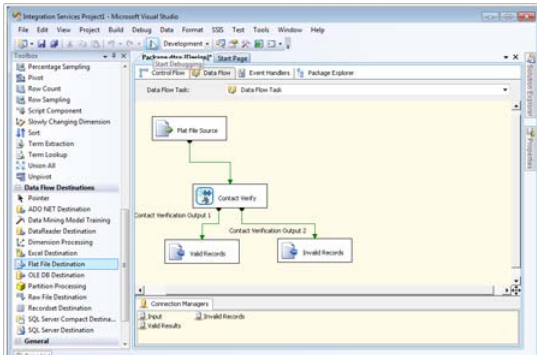 Integration Services Project1 - Microsoft Visual Studio
File Edit View Project Build Debug Data Format SSIS Test Tools Window Help
Development
Toolbox
Package.dtsx [Design]* Start Page
Start Debugging
Control Flow Data Flow Event Handlers Package Explorer
Data Flow Task: Data Flow Task
Percentage Sampling
Pivot
Row Count
Row Sampling
Script Component
Slowly Changing Dimension
Sort
Term Extraction
Term Lookup
Union All
Unpivot
Data Flow Destinations
Pointer
ADO NET Destination
Data Mining Model Training
DataReader Destination
Dimension Processing
Excel Destination
Flat File Destination
OLE DB Destination
Partition Processing
Raw File Destination
Recordset Destination
SQL Server Compact Destina...
SQL Server Destination
General
Flat File Source
Contact Verify
Contact Verification Output 1
Contact Verification Output 2
Valid Records
Invalid Records
Connection Managers
Input
Invalid Records
Valid Results
Solution Explorer
Properties